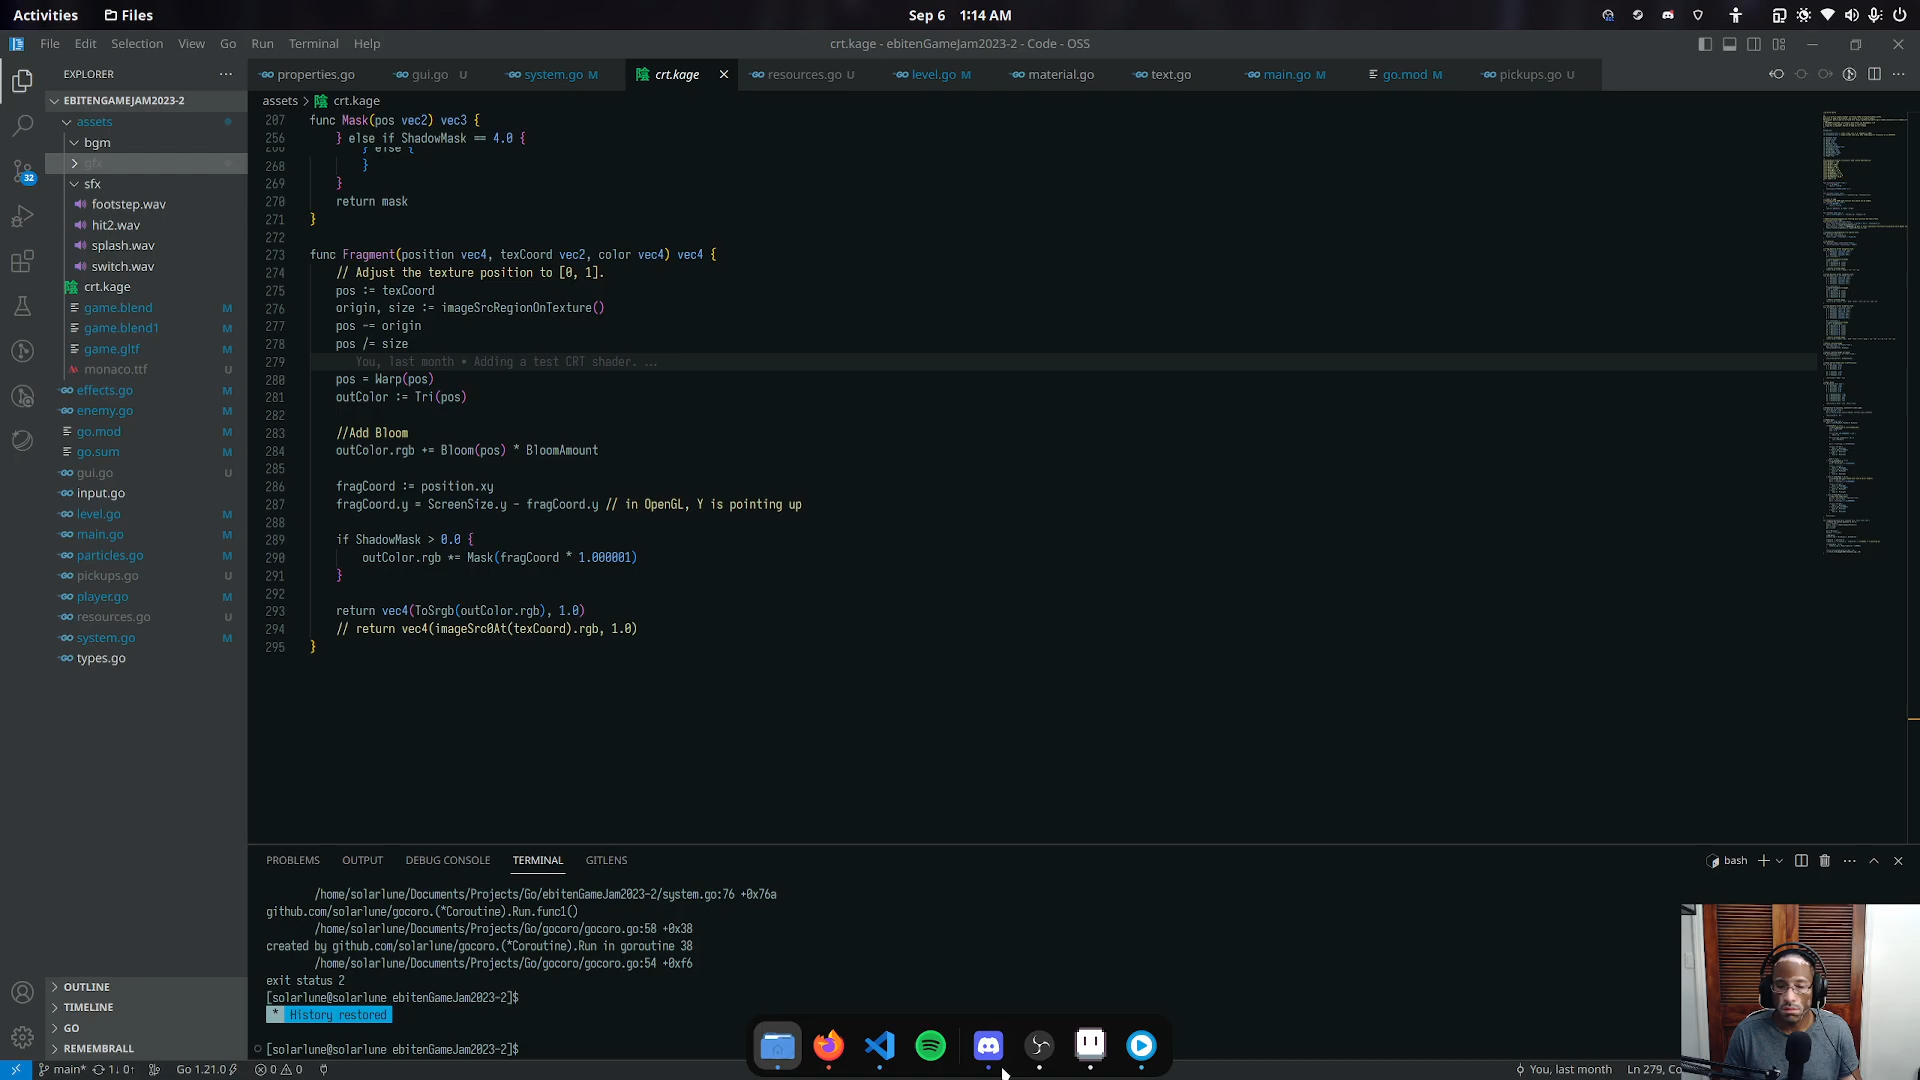 Activities
Files
Sep 6 1:14 AM
File Edit Selection View Go Run Terminal Help
crt.kage - ebitenGameJam2023-2 - Code - OSS
EXPLORER
properties.go
gui.go U
system.go M
crt.kage
resources.go U
level.go M
material.go
text.go
main.go M
go.mod M
pickups.go U
EBITENGAMEJAM2023-2
assets
bgm
gfx
sfx
footstep.wav
hit2.wav
splash.wav
switch.wav
crt.kage
game.blend M
game.blend1 M
game.gltf M
monaco.ttf U
effects.go M
enemy.go M
go.mod M
go.sum M
gui.go U
input.go
level.go M
main.go M
particles.go M
pickups.go U
player.go M
resources.go U
system.go M
types.go
32
OUTLINE
TIMELINE
GO
REMEMBRALL
assets > crt.kage
207 func Mask(pos vec2) vec3 {
256 } else if ShadowMask == 4.0 {
266 } else {
268 }
269 }
270 return mask
271 }
272
273 func Fragment(position vec4, texCoord vec2, color vec4) vec4 {
274 // Adjust the texture position to [0, 1].
275 pos := texCoord
276 origin, size := imageSrcRegionOnTexture()
277 pos -= origin
278 pos /= size
279 You, last month • Adding a test CRT shader. ...
280 pos = Warp(pos)
281 outColor := Tri(pos)
282
283 //Add Bloom
284 outColor.rgb += Bloom(pos) * BloomAmount
285
286 fragCoord := position.xy
287 fragCoord.y = ScreenSize.y - fragCoord.y // in OpenGL, Y is pointing up
288
289 if ShadowMask > 0.0 {
290 outColor.rgb *= Mask(fragCoord * 1.000001)
291 }
292
293 return vec4(ToSrgb(outColor.rgb), 1.0)
294 // return vec4(imageSrc0At(texCoord).rgb, 1.0)
295 }
PROBLEMS OUTPUT DEBUG CONSOLE TERMINAL GITLENS
bash
/home/solarlune/Documents/Projects/Go/ebitenGameJam2023-2/system.go:76 +0x76a
github.com/solarlune/gocoro.(*Coroutine).Run.func1()
/home/solarlune/Documents/Projects/Go/gocoro/gocoro.go:58 +0x38
created by github.com/solarlune/gocoro.(*Coroutine).Run in goroutine 38
/home/solarlune/Documents/Projects/Go/gocoro/gocoro.go:54 +0xf6
exit status 2
[solarlune@solarlune ebitenGameJam2023-2]$
* History restored
[solarlune@solarlune ebitenGameJam2023-2]$
main* 1↓ 0↑ Go 1.21.0 0 0
You, last month Ln 279, Co